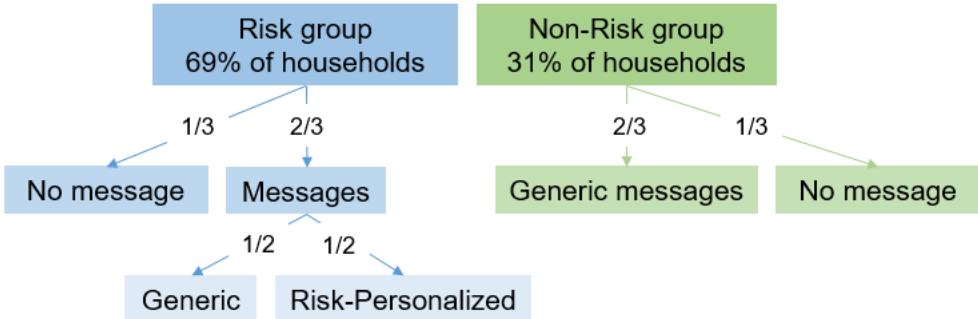 Risk group
69% of households
Non-Risk group
31% of households
1/3
2/3
2/3
1/3
No message
Messages
Generic messages
No message
1/2
1/2
Generic
Risk-Personalized